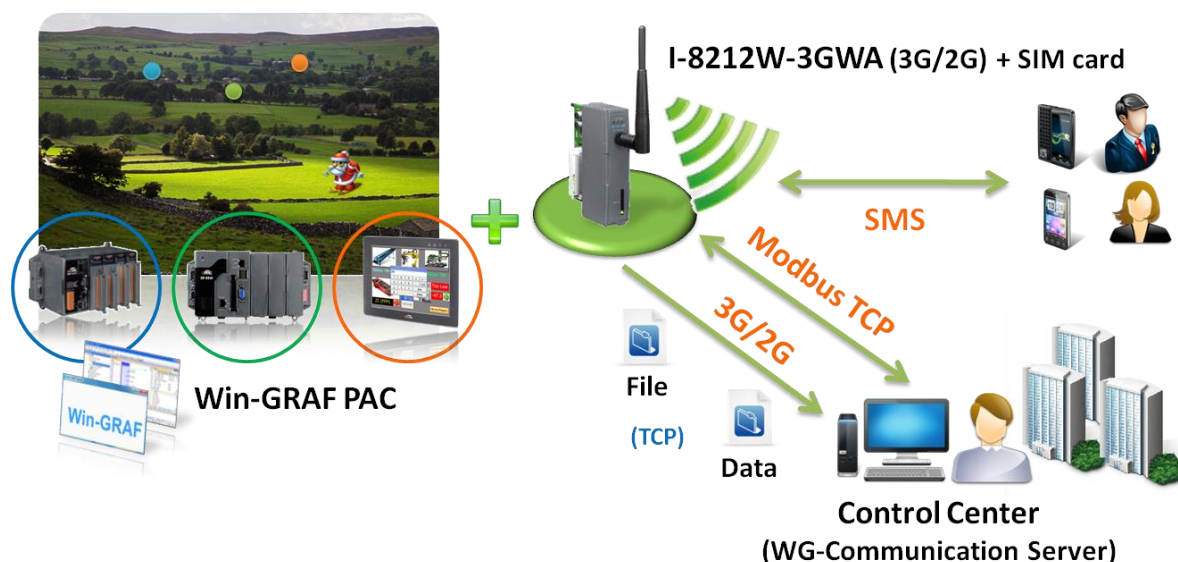 I-8212W-3GWA (3G/2G) + SIM card
SMS
Modbus TCP
3G/2G
File
(TCP)
Data
Win-GRAF PAC
Win-GRAF
Control Center
(WG-Communication Server)